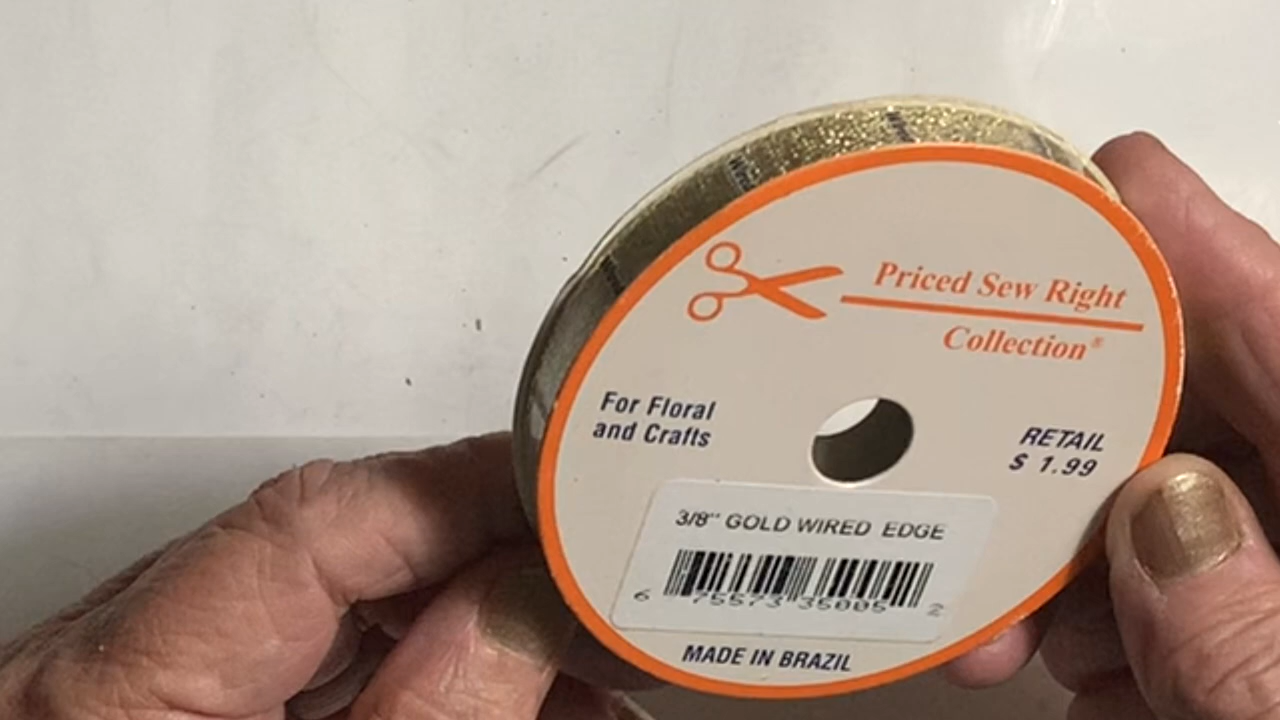 Wired
Priced Sew Right
Collection®
For Floral
and Crafts
RETAIL
$ 1.99
3/8" GOLD WIRED EDGE
6 75573 35005 2
MADE IN BRAZIL